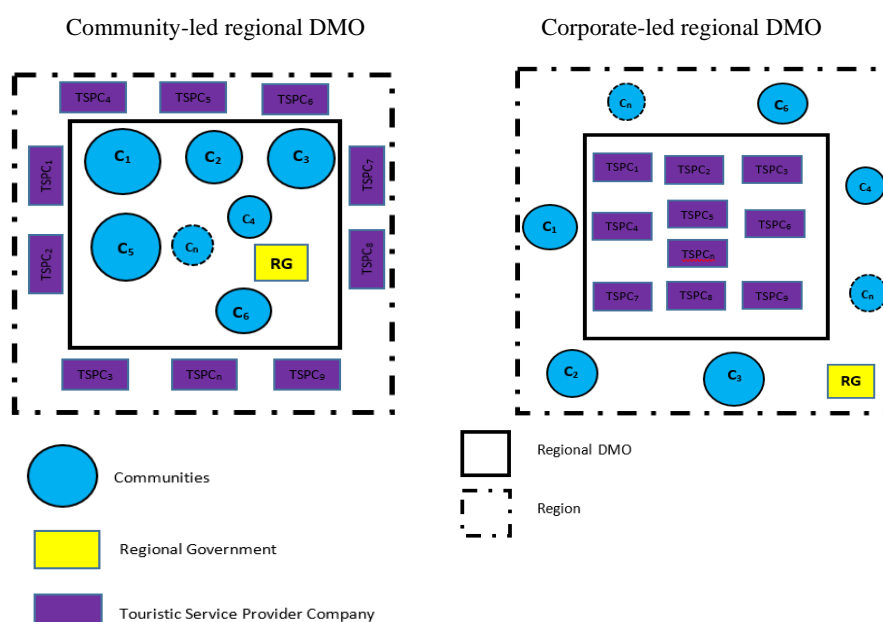 Community-led regional DMO
Corporate-led regional DMO
TSPC₄ TSPC₅ TSPC₆
TSPC₁
TSPC₂
C₁ C₂ C₃
C₄
C₅ Cₙ
RG
C₆
TSPC₇
TSPC₈
TSPC₃ TSPCₙ TSPC₉
Cₙ C₆
TSPC₁ TSPC₂ TSPC₃
C₄
C₁
TSPC₄ TSPC₅ TSPC₆
TSPCₙ
TSPC₇ TSPC₈ TSPC₉
Cₙ
C₂ C₃ RG
Communities
Regional Government
Touristic Service Provider Company
Regional DMO
Region